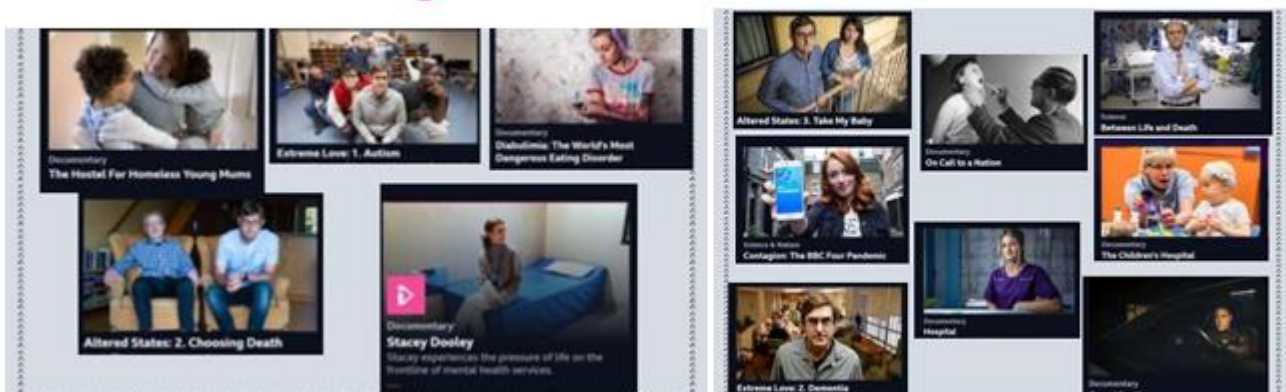 Documentary
The Hostel For Homeless Young Mums
Extreme Love: 1. Autism
Documentary
Diabulimia: The World's Most
Dangerous Eating Disorder
Altered States: 2. Choosing Death
Documentary
Stacey Dooley
Stacey experiences the pressure of life on the
frontline of mental health services.
Altered States: 3. Take My Baby
Documentary
On Call to a Nation
Science
Between Life and Death
Science & Nature
Contagion: The BBC Four Pandemic
Documentary
The Children's Hospital
Documentary
Hospital
Extreme Love: 2. Dementia
Documentary